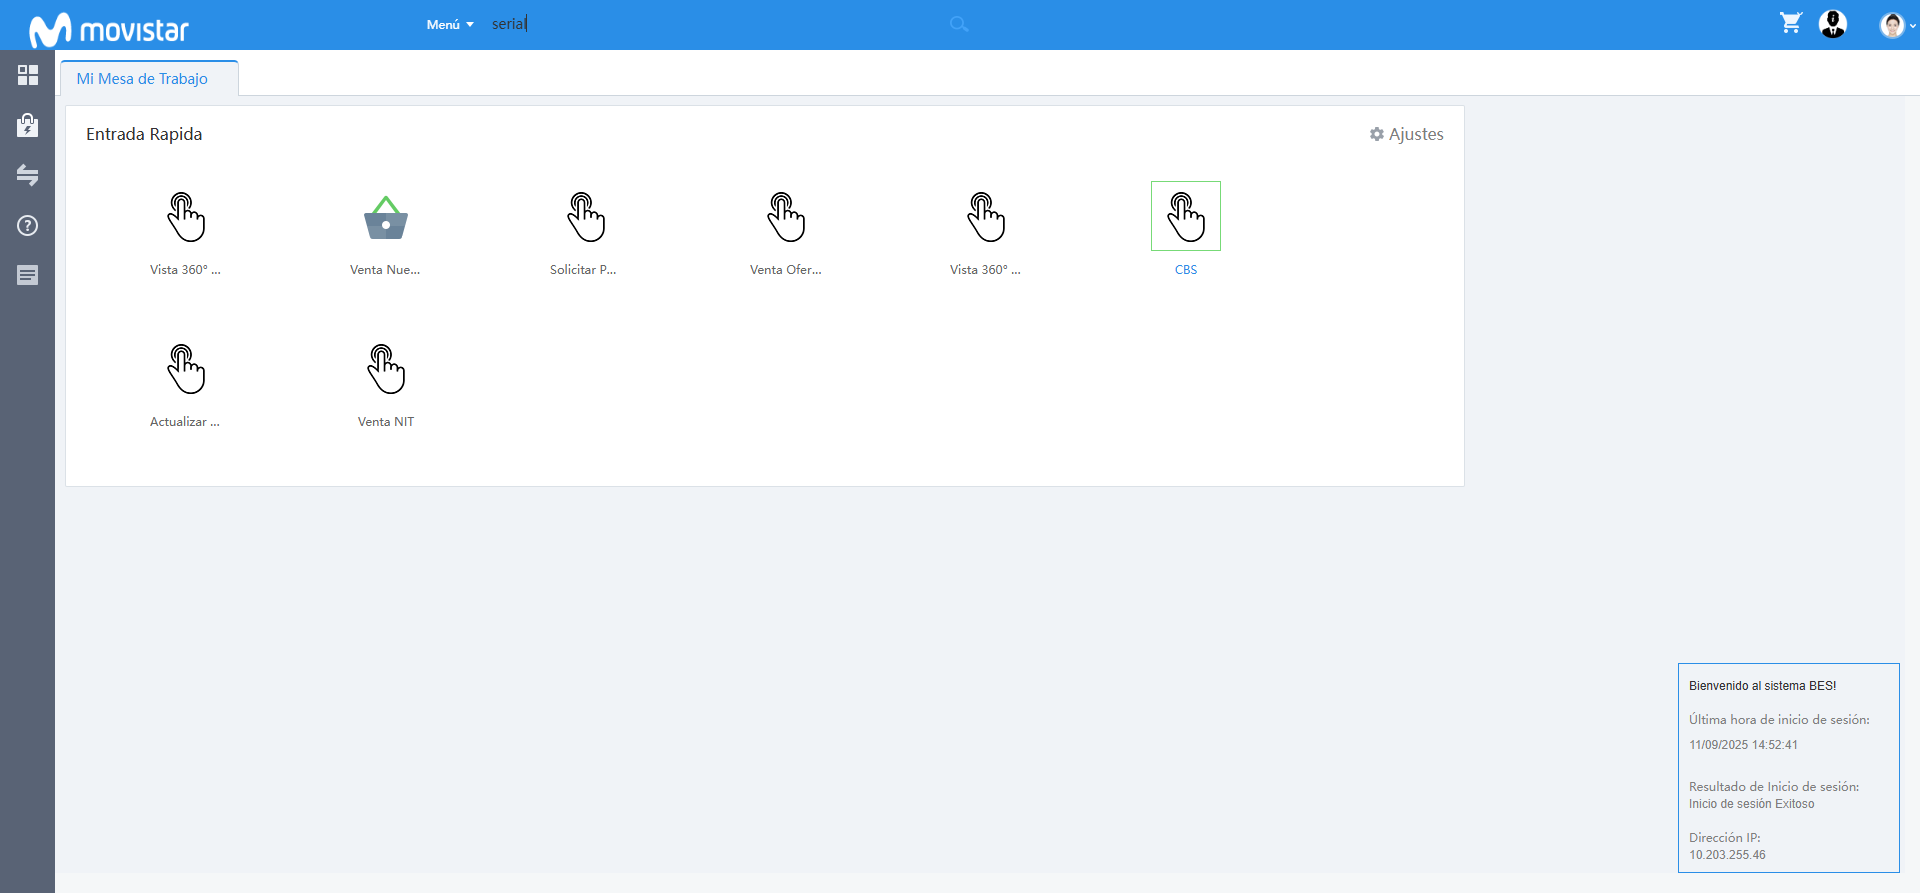 movistar
Menú
serial
Mi Mesa de Trabajo
Entrada Rapida
Ajustes
Vista 360° ...
Venta Nue...
Solicitar P...
Venta Ofer...
Vista 360° ...
CBS
Actualizar ...
Venta NIT
Bienvenido al sistema BES!
Última hora de inicio de sesión:
11/09/2025 14:52:41
Resultado de Inicio de sesión:
Inicio de sesión Exitoso
Dirección IP:
10.203.255.46